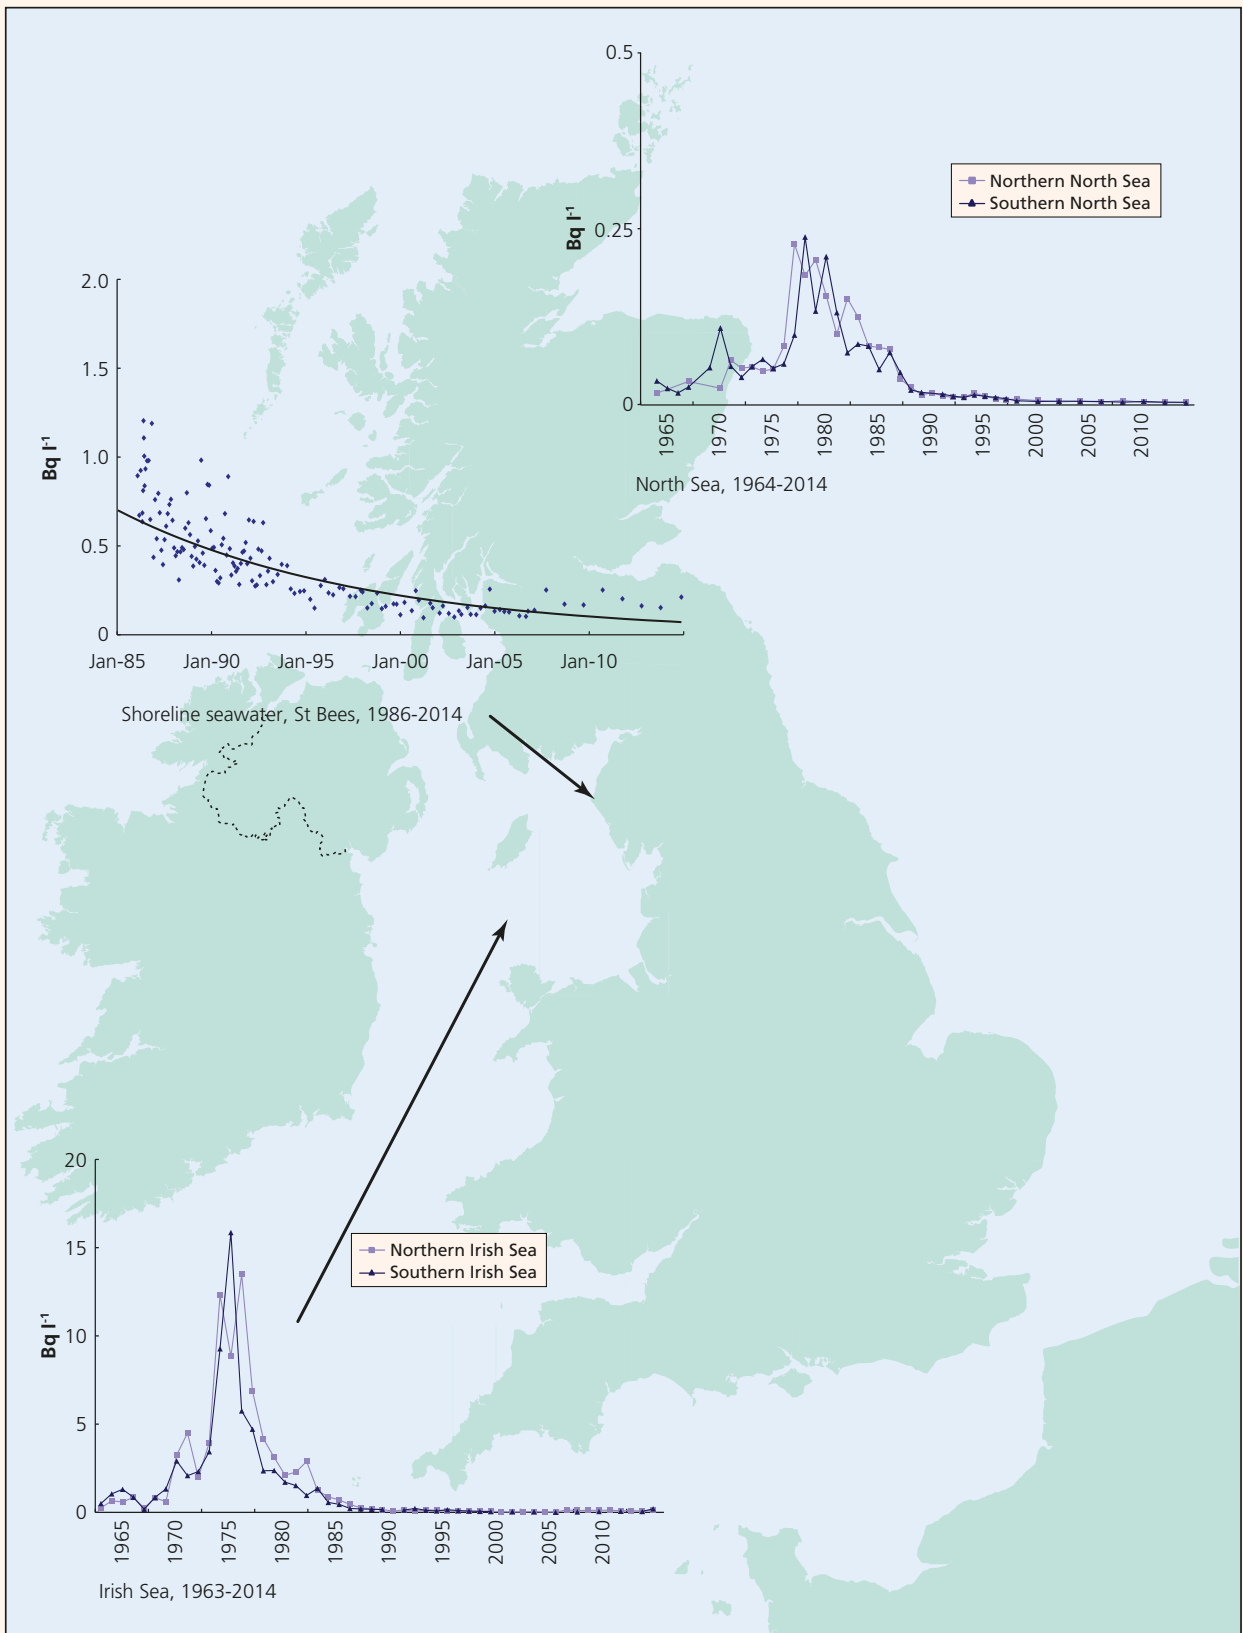 0.5
0.25
0
Bq l-1
Northern North Sea
Southern North Sea
1965
1970
1975
1980
1985
1990
1995
2000
2005
2010
North Sea, 1964-2014
2.0
1.5
1.0
0.5
0
Bq l-1
Jan-85
Jan-90
Jan-95
Jan-00
Jan-05
Jan-10
Shoreline seawater, St Bees, 1986-2014
20
15
10
5
0
Bq l-1
Northern Irish Sea
Southern Irish Sea
1965
1970
1975
1980
1985
1990
1995
2000
2005
2010
Irish Sea, 1963-2014